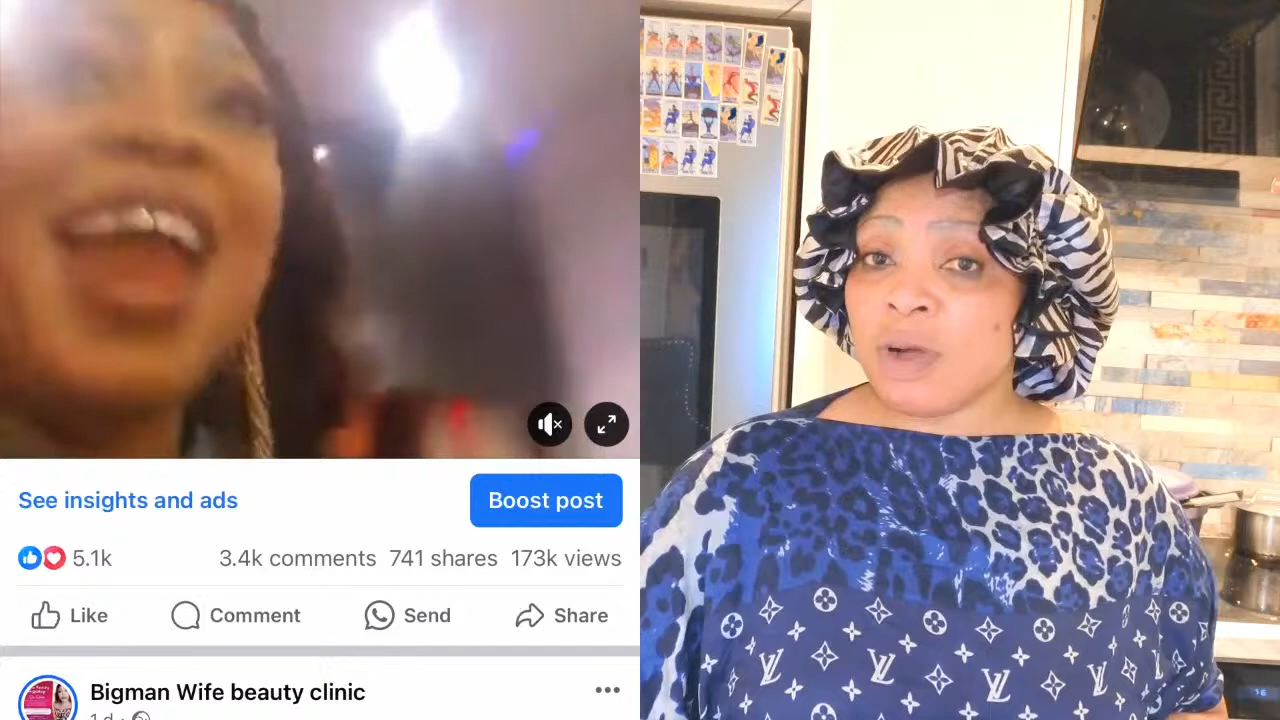 See insights and ads
Boost post
5.1k
3.4k comments 741 shares 173k views
Like
Comment
Send
Share
Bigman Wife beauty clinic